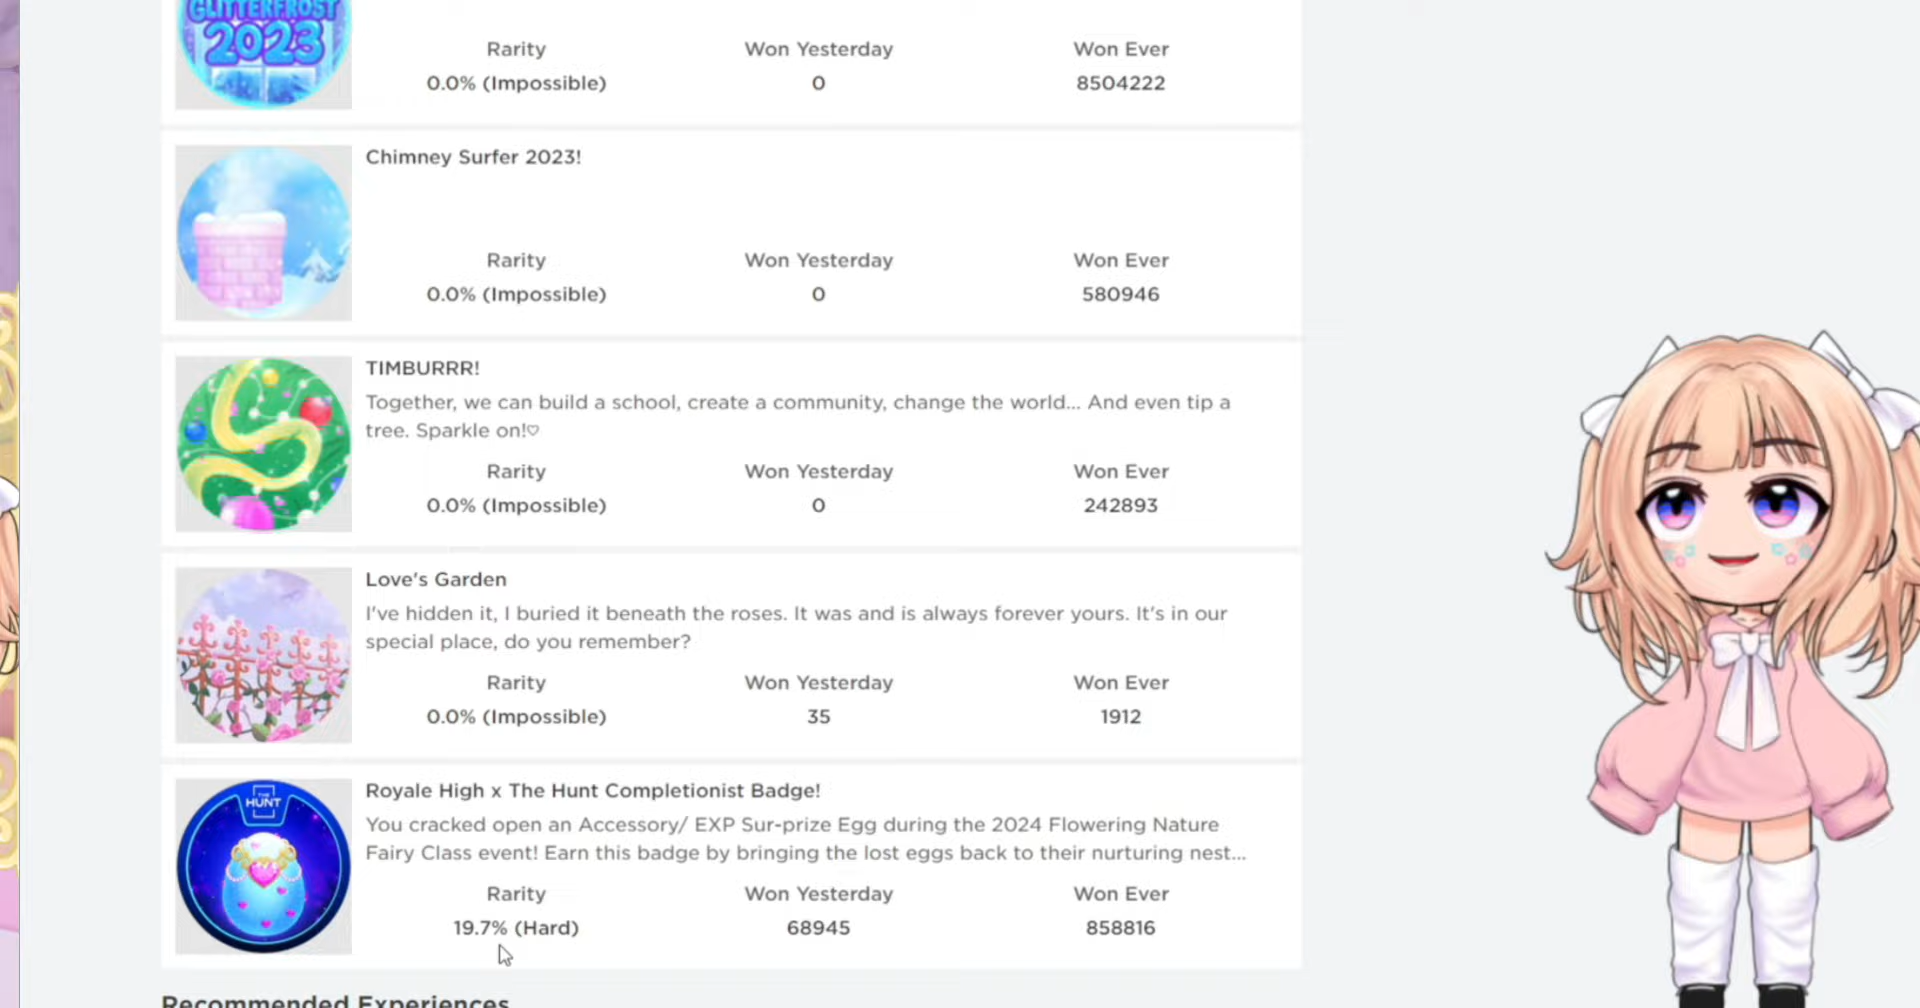 GLITTERFROST
2023
Rarity Won Yesterday Won Ever
0.0% (Impossible) 0 8504222
Chimney Surfer 2023!
Rarity Won Yesterday Won Ever
0.0% (Impossible) 0 580946
TIMBURRR!
Together, we can build a school, create a community, change the world... And even tip a
tree. Sparkle on!♡
Rarity Won Yesterday Won Ever
0.0% (Impossible) 0 242893
Love's Garden
I've hidden it, I buried it beneath the roses. It was and is always forever yours. It's in our
special place, do you remember?
Rarity Won Yesterday Won Ever
0.0% (Impossible) 35 1912
THE
HUNT
Royale High x The Hunt Completionist Badge!
You cracked open an Accessory/ EXP Sur-prize Egg during the 2024 Flowering Nature
Fairy Class event! Earn this badge by bringing the lost eggs back to their nurturing nest...
Rarity Won Yesterday Won Ever
19.7% (Hard) 68945 858816
Recommended Experiences